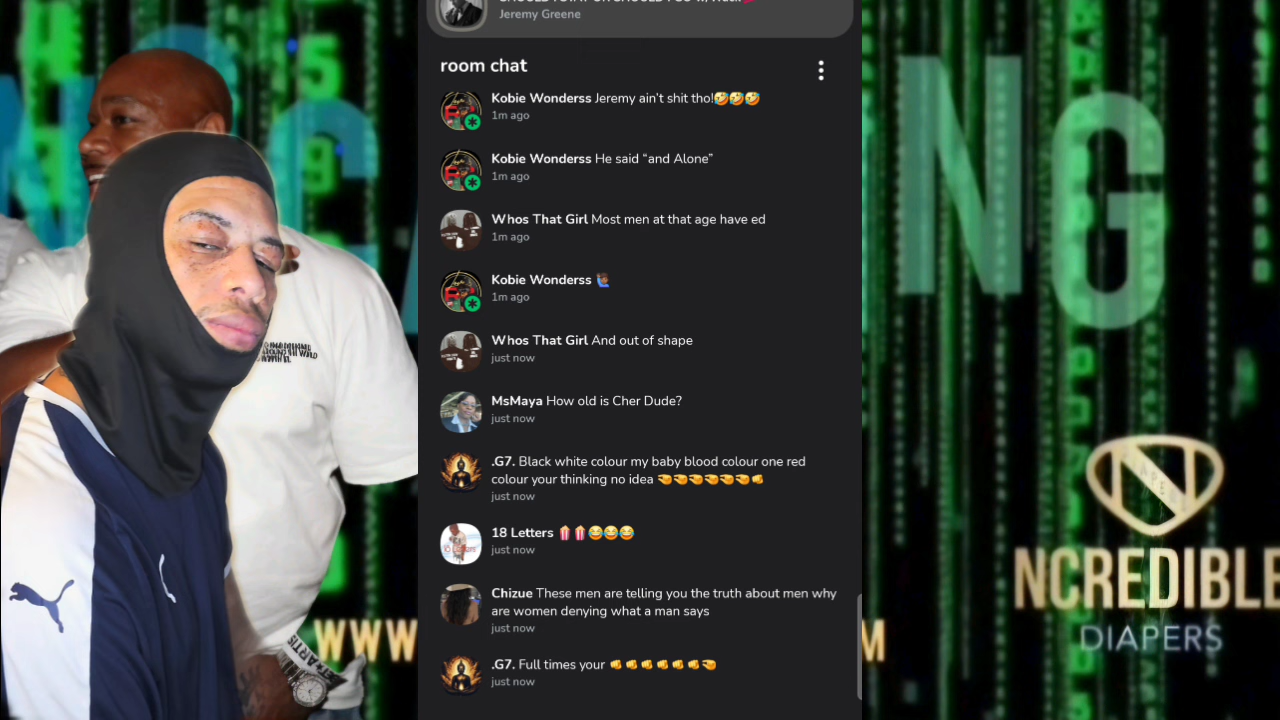 Jeremy Greene
room chat
Kobie Wonderss Jeremy ain't shit tho!🤣🤣🤣
1m ago
Kobie Wonderss He said “and Alone”
1m ago
Whos That Girl Most men at that age have ed
1m ago
Kobie Wonderss 🙋🏾‍♂️
1m ago
Whos That Girl And out of shape
just now
MsMaya How old is Cher Dude?
just now
.G7. Black white colour my baby blood colour one red
colour your thinking no idea 🤜🤜🤜🤜🤜🤜👊
just now
18 Letters 🍿🍿😂😂😂
just now
Chizue These men are telling you the truth about men why
are women denying what a man says
just now
.G7. Full times your 👊👊👊👊👊👊🤜
just now
NG
WWW
NCREDIBLE
DIAPERS